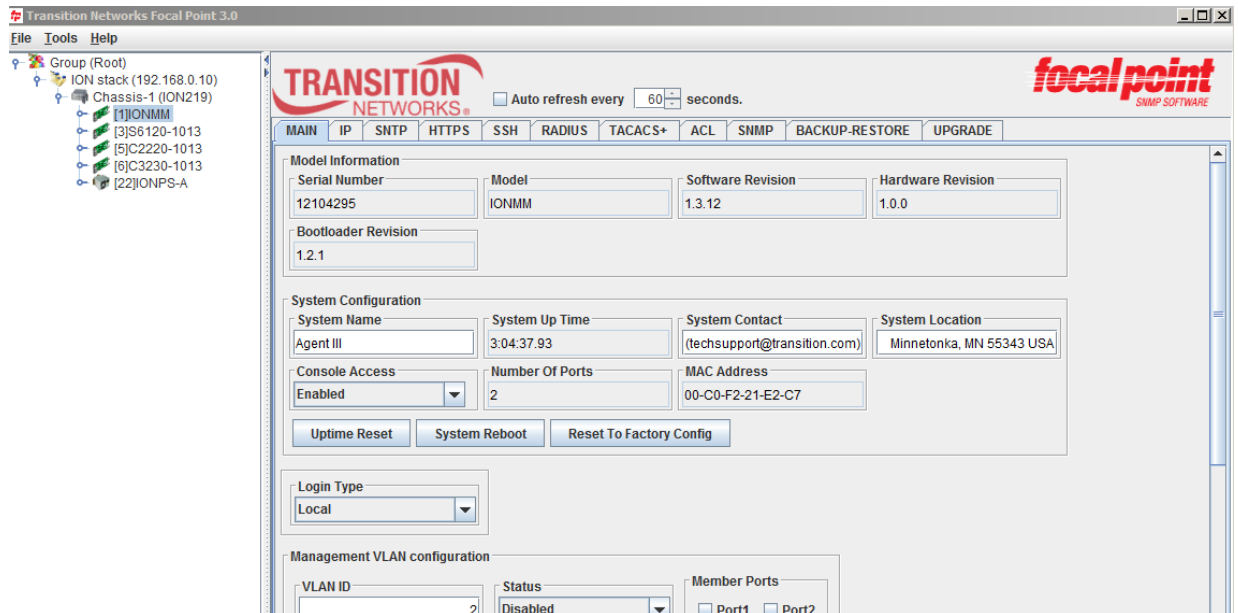 Transition Networks Focal Point 3.0
File Tools Help
Group (Root)
ION stack (192.168.0.10)
Chassis-1 (ION219)
[1]IONMM
[3]S6120-1013
[5]C2220-1013
[6]C3230-1013
[22]IONPS-A
TRANSITION
NETWORKS®
Auto refresh every 60 seconds.
focal point
SNMP SOFTWARE
MAIN IP SNTP HTTPS SSH RADIUS TACACS+ ACL SNMP BACKUP-RESTORE UPGRADE
Model Information
Serial Number Model Software Revision Hardware Revision
12104295 IONMM 1.3.12 1.0.0
Bootloader Revision
1.2.1
System Configuration
System Name System Up Time System Contact System Location
Agent III 3:04:37.93 (techsupport@transition.com) Minnetonka, MN 55343 USA
Console Access Number Of Ports MAC Address
Enabled 2 00-C0-F2-21-E2-C7
Uptime Reset System Reboot Reset To Factory Config
Login Type
Local
Management VLAN configuration
VLAN ID Status Member Ports
2 Disabled Port1 Port2